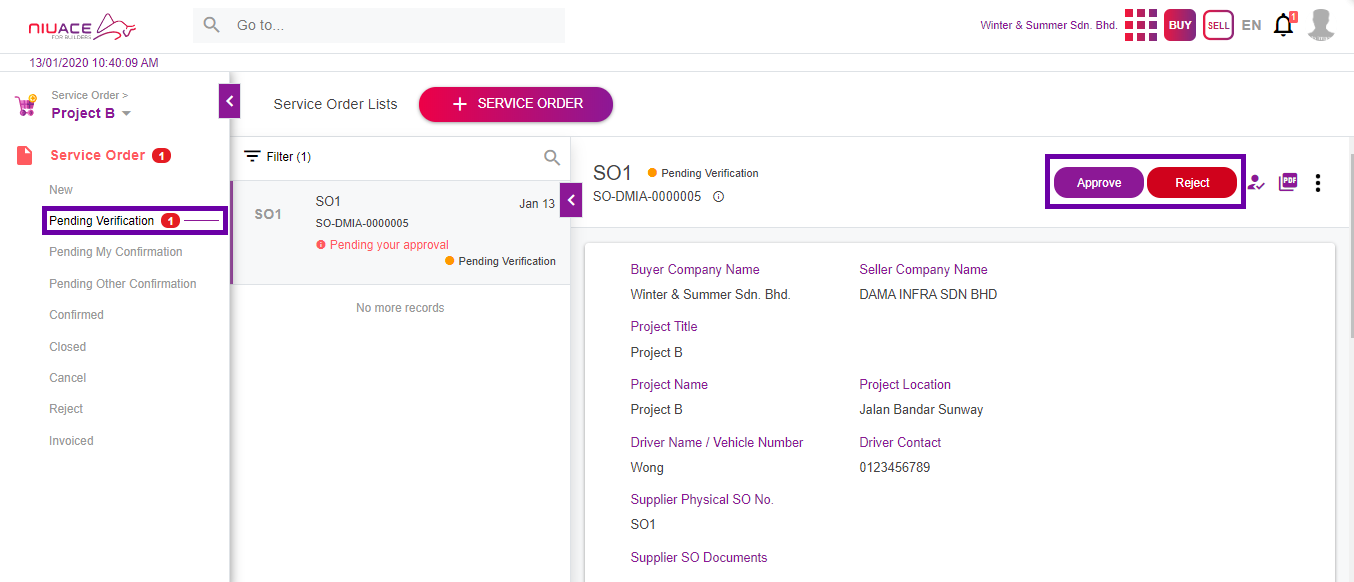 NIUACE
FOR BUILDERS
Go to...
Winter & Summer Sdn. Bhd.
BUY
SELL
EN
1
13/01/2020 10:40:09 AM
Service Order >
Project B
Service Order 1
New
Pending Verification 1
Pending My Confirmation
Pending Other Confirmation
Confirmed
Closed
Cancel
Reject
Invoiced
Service Order Lists
+ SERVICE ORDER
Filter (1)
SO1
SO1
Jan 13
SO-DMIA-0000005
Pending your approval
Pending Verification
No more records
SO1
Pending Verification
SO-DMIA-0000005
Approve
Reject
PDF
Buyer Company Name
Seller Company Name
Winter & Summer Sdn. Bhd.
DAMA INFRA SDN BHD
Project Title
Project B
Project Name
Project Location
Project B
Jalan Bandar Sunway
Driver Name / Vehicle Number
Driver Contact
Wong
0123456789
Supplier Physical SO No.
SO1
Supplier SO Documents